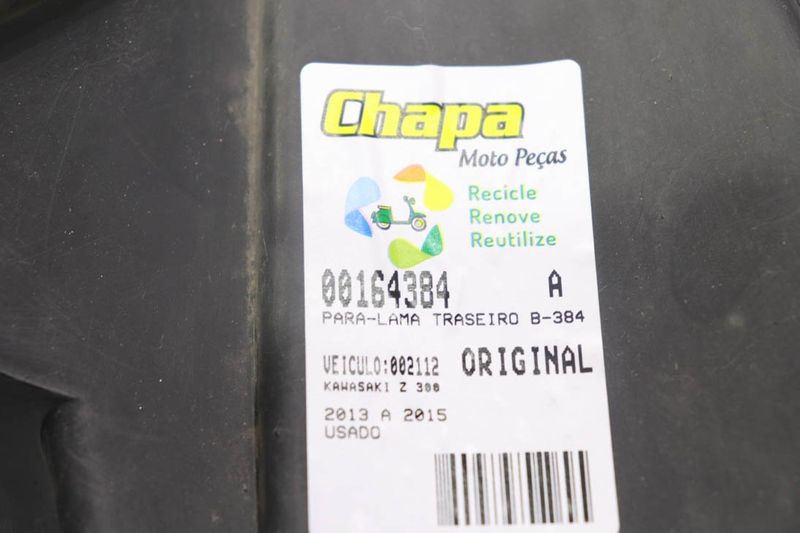 Chapa
Moto Peças
Recicle
Renove
Reutilize
00164384 A
PARA-LAMA TRASEIRO B-384
VEICULO:002112 ORIGINAL
KAWASAKI Z 300
2013 A 2015
USADO